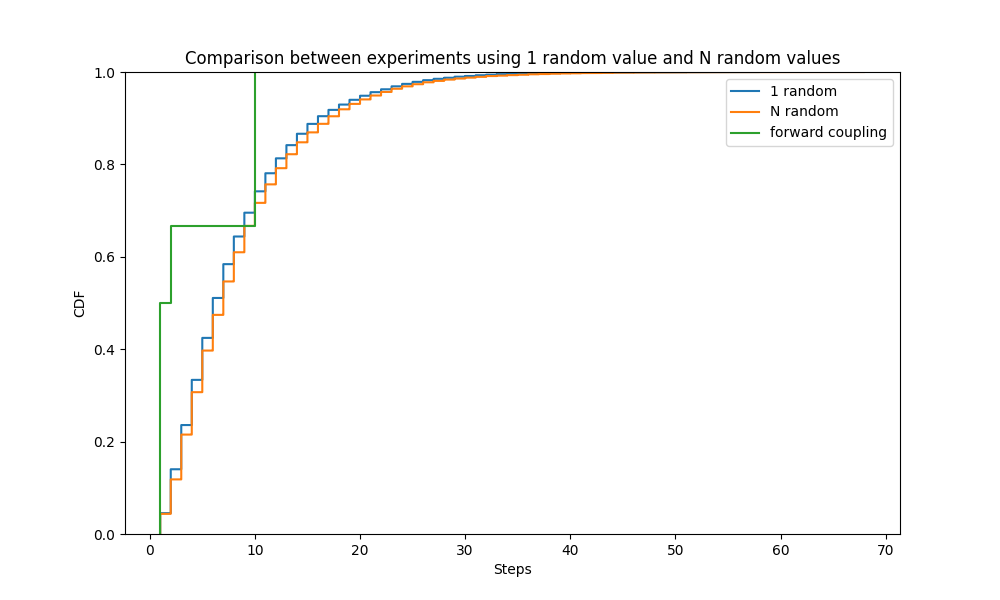 Comparison between experiments using 1 random value and N random values
1.0
0.8
0.6
0.4
0.2
0.0
CDF
0 10 20 30 40 50 60 70
Steps
1 random
N random
forward coupling